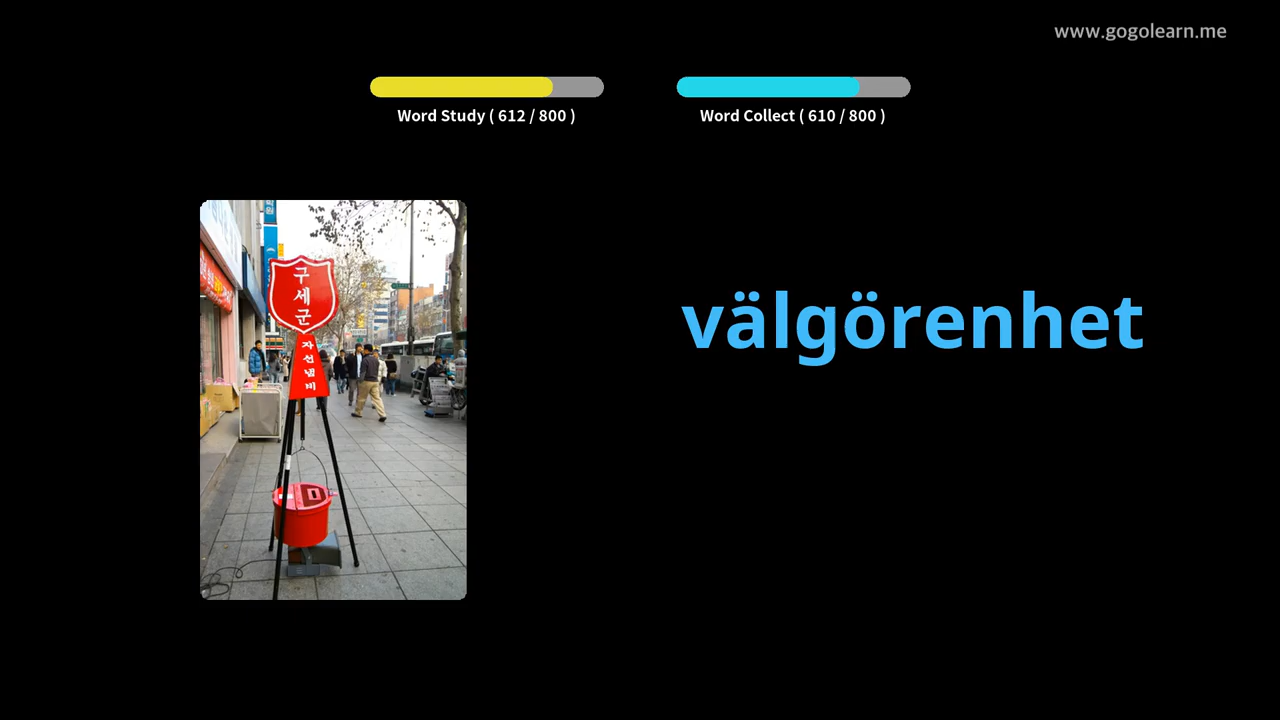 www.gogolearn.me
Word Study ( 612 / 800 )
Word Collect ( 610 / 800 )
구세군
자선냄비
välgörenhet